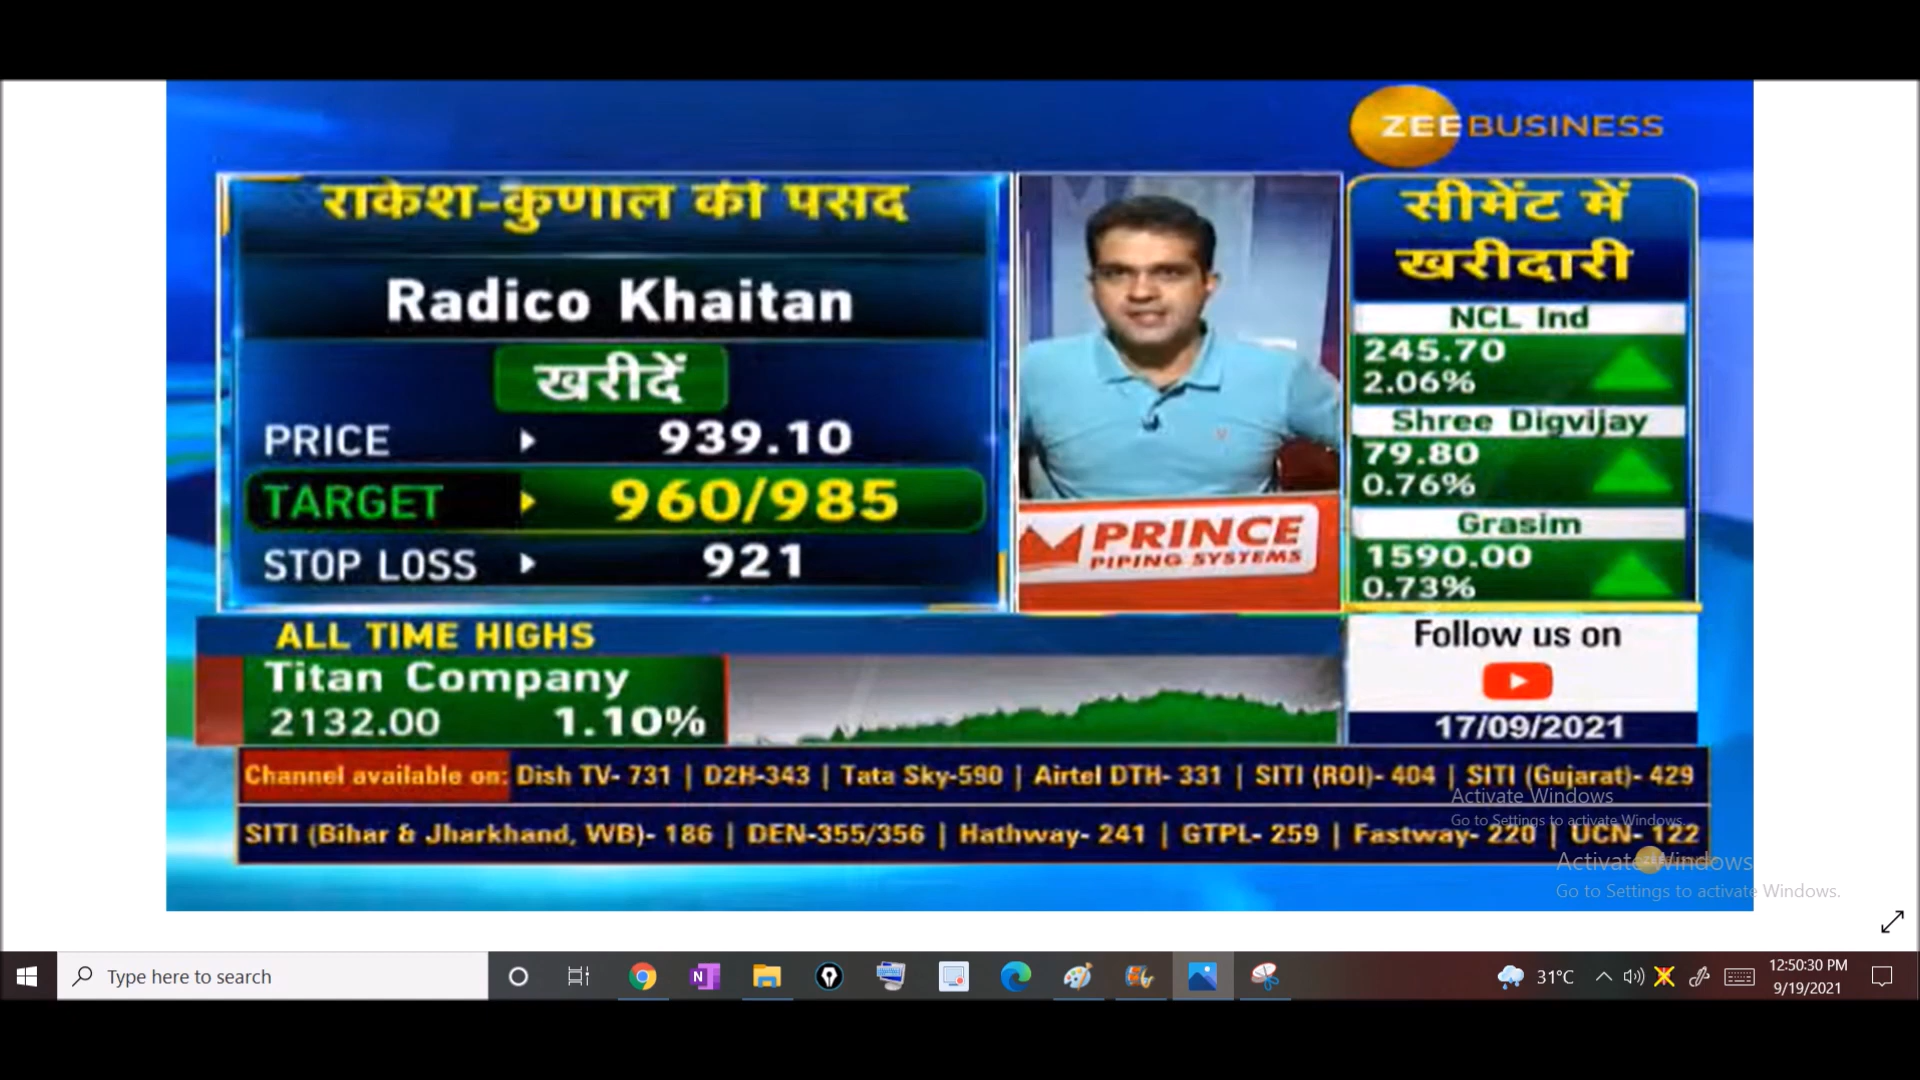 ZEEBUSINESS
राकेश-कुणाल की पसंद
Radico Khaitan
खरीदें
PRICE 939.10
TARGET 960/985
STOP LOSS 921
PRINCE
PIPING SYSTEMS
सीमेंट में
खरीदारी
NCL Ind
245.70
2.06%
Shree Digvijay
79.80
0.76%
Grasim
1590.00
0.73%
ALL TIME HIGHS
Titan Company
2132.00 1.10%
Follow us on
17/09/2021
Channel available on: Dish TV- 731 | D2H-343 | Tata Sky-590 | Airtel DTH- 331 | SITI (ROI)- 404 | SITI (Gujarat)- 429
SITI (Bihar & Jharkhand, WB)- 186 | DEN-355/356 | Hathway- 241 | GTPL- 259 | Fastway- 220 | UCN- 122
Activate Windows
Go to Settings to activate Windows.
Activate Windows
Go to Settings to activate Windows.
Type here to search
31°C
12:50:30 PM
9/19/2021